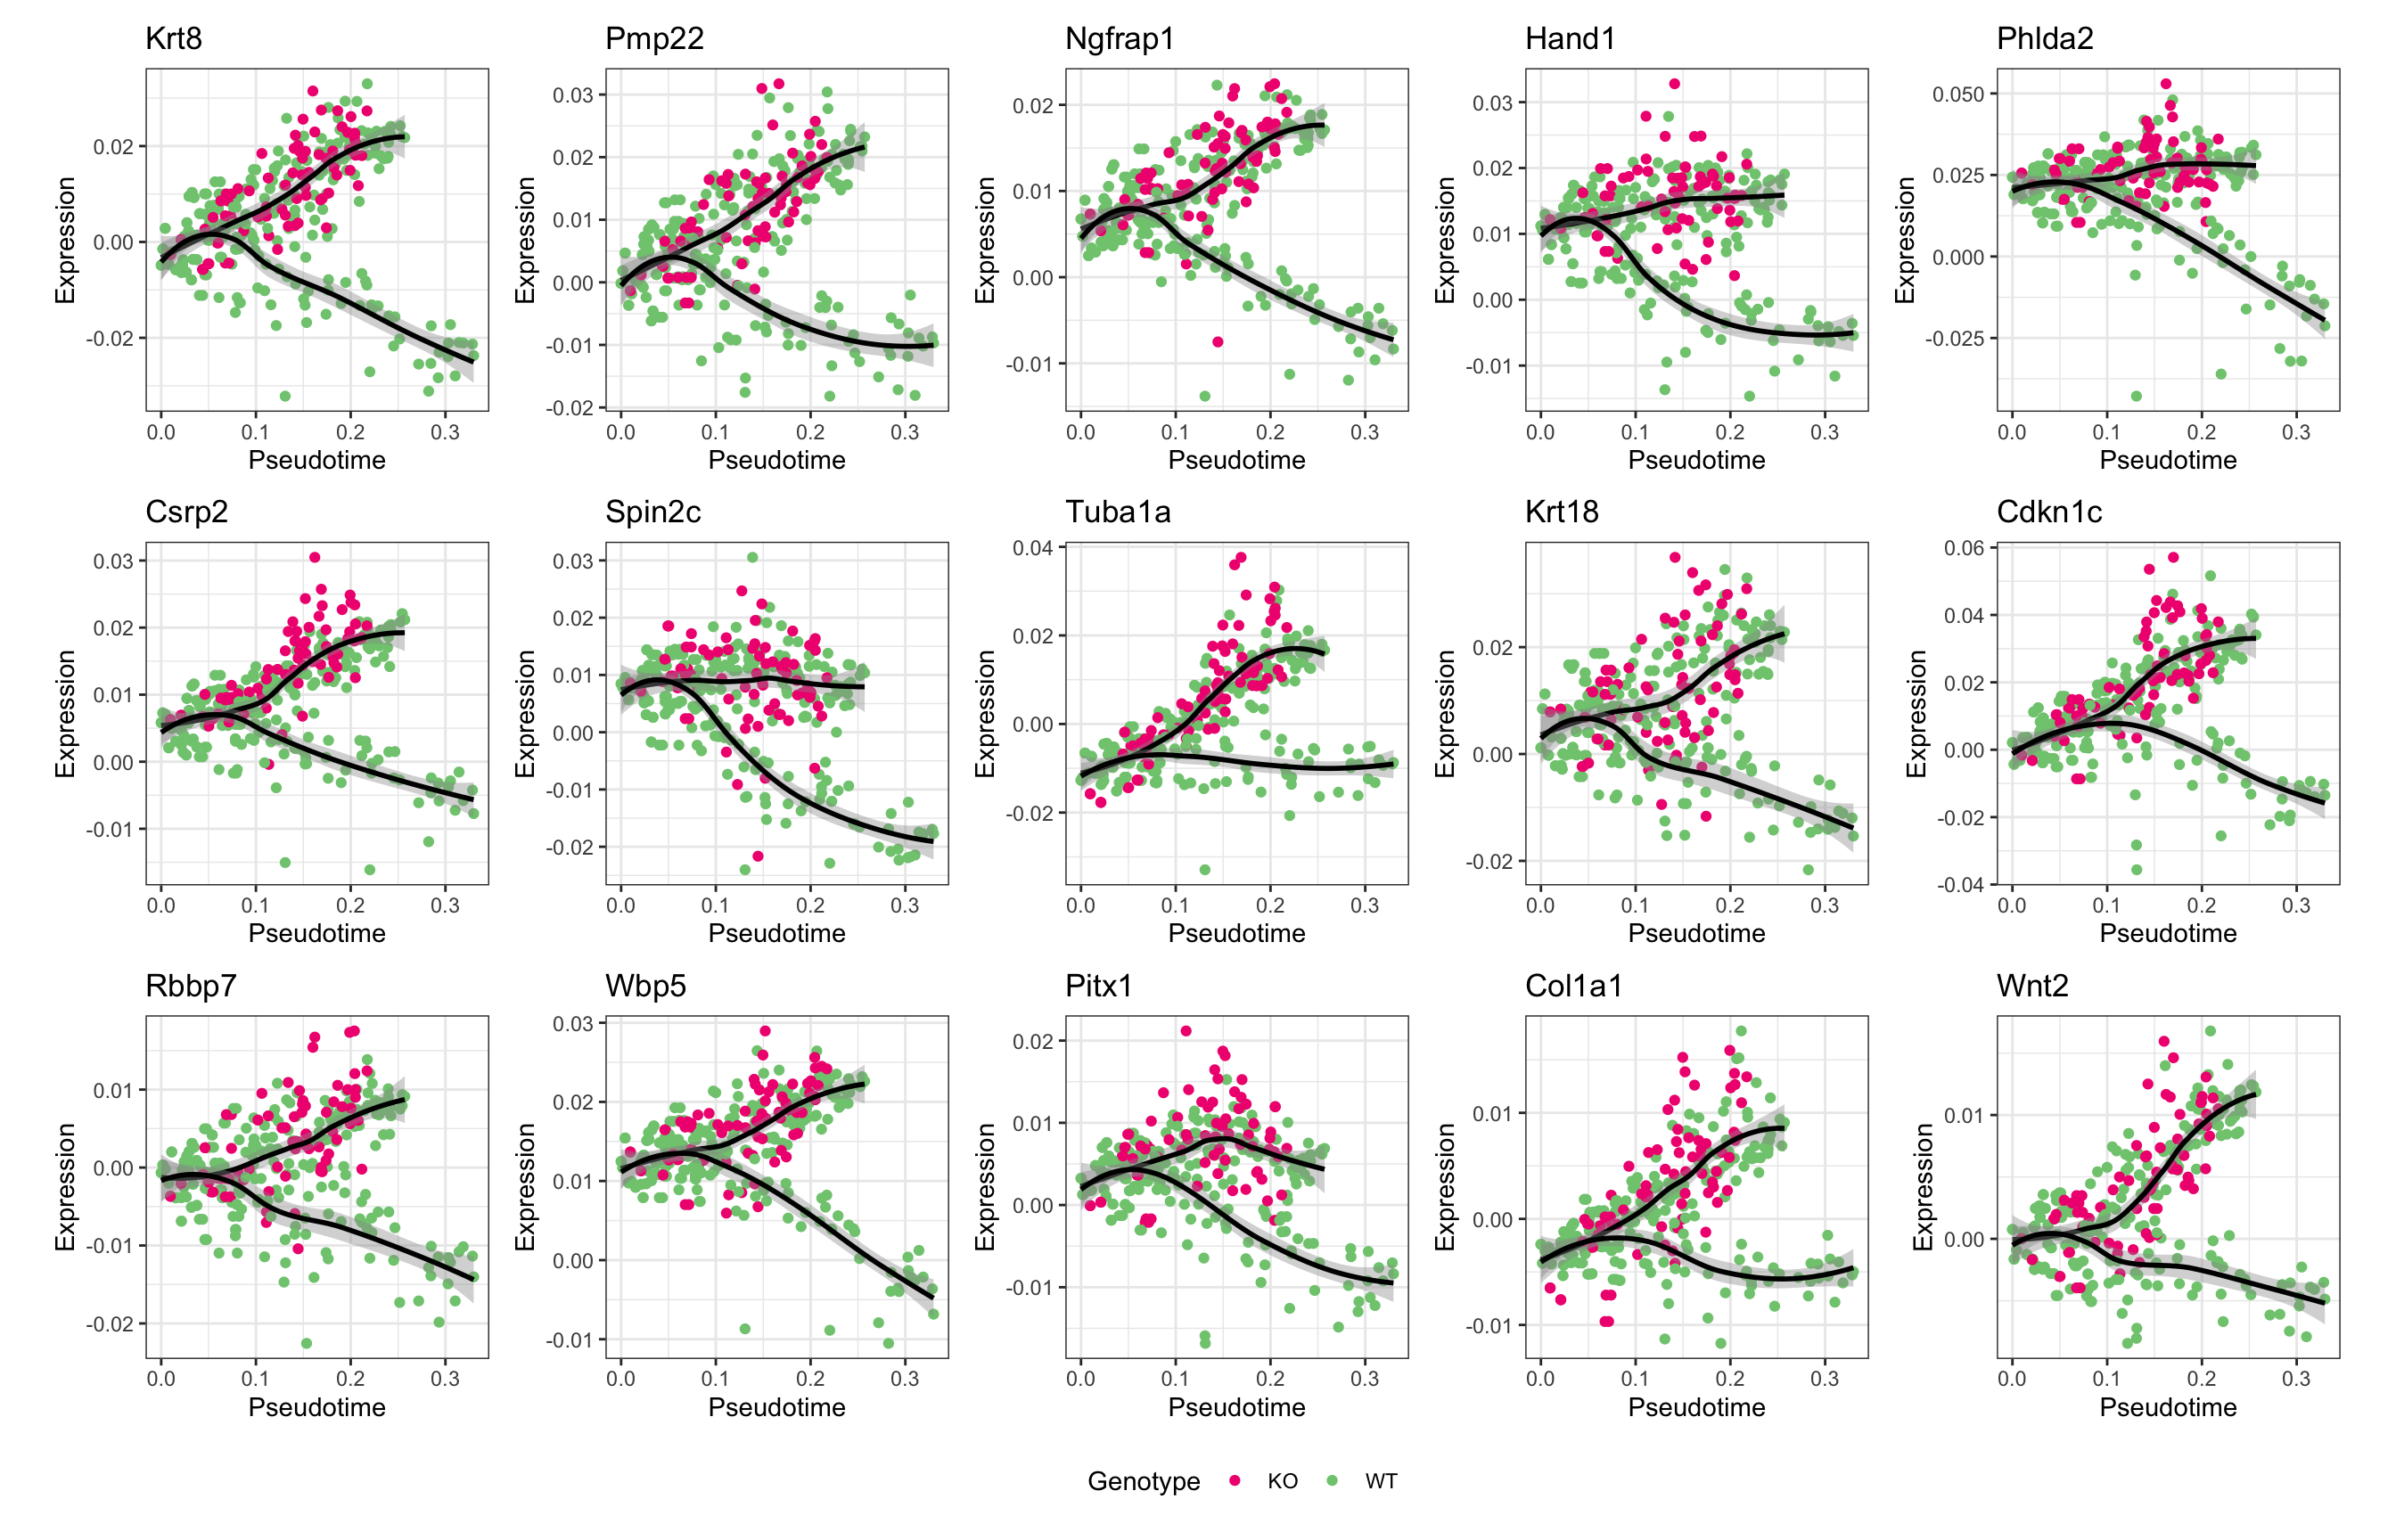 Krt8 Pmp22 Ngfrap1 Hand1 Phlda2
Expression 0.02 0.00 -0.02
Expression 0.03 0.02 0.01 0.00 -0.01 -0.02
Expression 0.02 0.01 0.00 -0.01
Expression 0.03 0.02 0.01 0.00 -0.01
Expression 0.050 0.025 0.000 -0.025
0.0 0.1 0.2 0.3 0.0 0.1 0.2 0.3 0.0 0.1 0.2 0.3 0.0 0.1 0.2 0.3 0.0 0.1 0.2 0.3
Pseudotime Pseudotime Pseudotime Pseudotime Pseudotime
Csrp2 Spin2c Tuba1a Krt18 Cdkn1c
Expression 0.03 0.02 0.01 0.00 -0.01
Expression 0.03 0.02 0.01 0.00 -0.01 -0.02
Expression 0.04 0.02 0.00 -0.02
Expression 0.02 0.00 -0.02
Expression 0.06 0.04 0.02 0.00 -0.02 -0.04
0.0 0.1 0.2 0.3 0.0 0.1 0.2 0.3 0.0 0.1 0.2 0.3 0.0 0.1 0.2 0.3 0.0 0.1 0.2 0.3
Pseudotime Pseudotime Pseudotime Pseudotime Pseudotime
Rbbp7 Wbp5 Pitx1 Col1a1 Wnt2
Expression 0.01 0.00 -0.01 -0.02
Expression 0.03 0.02 0.01 0.00 -0.01
Expression 0.02 0.01 0.00 -0.01
Expression 0.01 0.00 -0.01
Expression 0.01 0.00
0.0 0.1 0.2 0.3 0.0 0.1 0.2 0.3 0.0 0.1 0.2 0.3 0.0 0.1 0.2 0.3 0.0 0.1 0.2 0.3
Pseudotime Pseudotime Pseudotime Pseudotime Pseudotime
Genotype KO WT